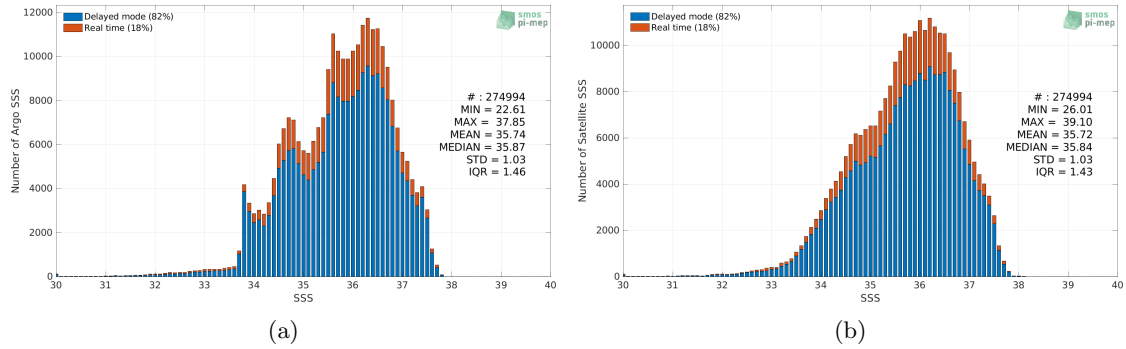 Delayed mode (82%)
Real time (18%)
smos
pi-mep
Number of Argo SSS
12000
10000
8000
6000
4000
2000
0
# : 274994
MIN = 22.61
MAX = 37.85
MEAN = 35.74
MEDIAN = 35.87
STD = 1.03
IQR = 1.46
30 31 32 33 34 35 36 37 38 39 40
SSS
(a)
Delayed mode (82%)
Real time (18%)
smos
pi-mep
Number of Satellite SSS
10000
8000
6000
4000
2000
0
# : 274994
MIN = 26.01
MAX = 39.10
MEAN = 35.72
MEDIAN = 35.84
STD = 1.03
IQR = 1.43
30 31 32 33 34 35 36 37 38 39 40
SSS
(b)